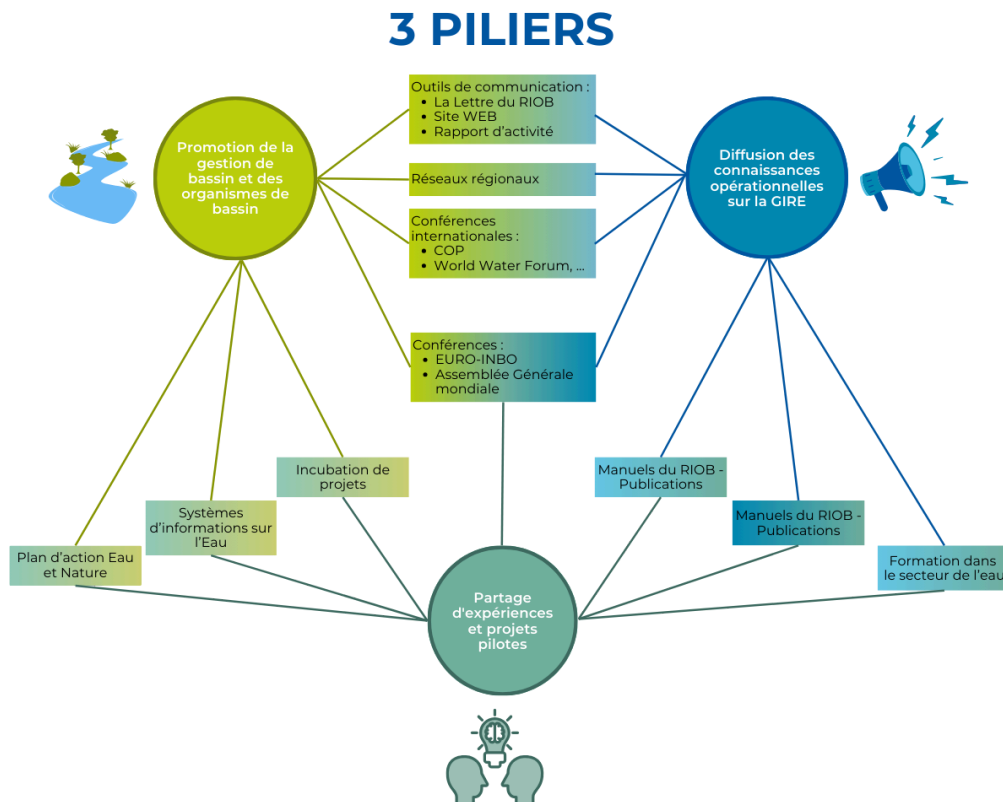 3 PILIERS
Outils de communication :
• La Lettre du RIOB
• Site WEB
• Rapport d'activité
Promotion de la
gestion de
bassin et des
organismes de
bassin
Diffusion des
connaissances
opérationnelles
sur la GIRE
Réseaux régionaux
Conférences
internationales :
• COP
• World Water Forum, ...
Conférences :
• EURO-INBO
• Assemblée Générale
mondiale
Incubation de
projets
Manuels du RIOB -
Publications
Systèmes
d'informations sur
l'Eau
Manuels du RIOB -
Publications
Plan d'action Eau
et Nature
Formation dans
le secteur de l'eau
Partage
d'expériences
et projets
pilotes